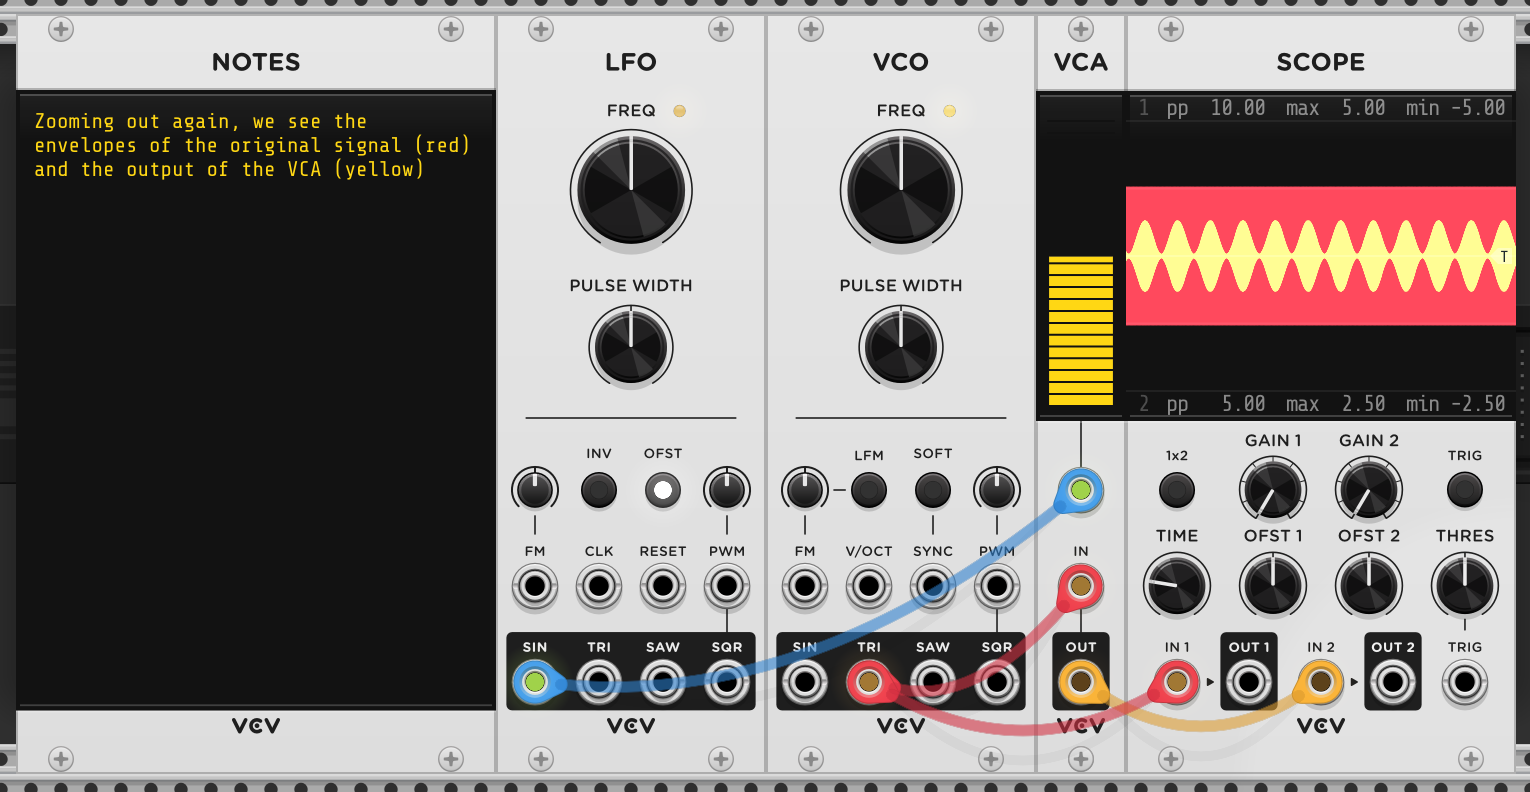 NOTES
Zooming out again, we see the
envelopes of the original signal (red)
and the output of the VCA (yellow)
VCV
LFO
FREQ
PULSE WIDTH
INV OFST
FM CLK RESET PWM
SIN TRI SAW SQR
VCV
VCO
FREQ
PULSE WIDTH
LFM SOFT
FM V/OCT SYNC PWM
SIN TRI SAW SQR
VCV
VCA
IN
OUT
VCV
SCOPE
1 pp 10.00 max 5.00 min -5.00
T
2 pp 5.00 max 2.50 min -2.50
1x2 GAIN 1 GAIN 2 TRIG
TIME OFST 1 OFST 2 THRES
IN 1 OUT 1 IN 2 OUT 2 TRIG
VCV